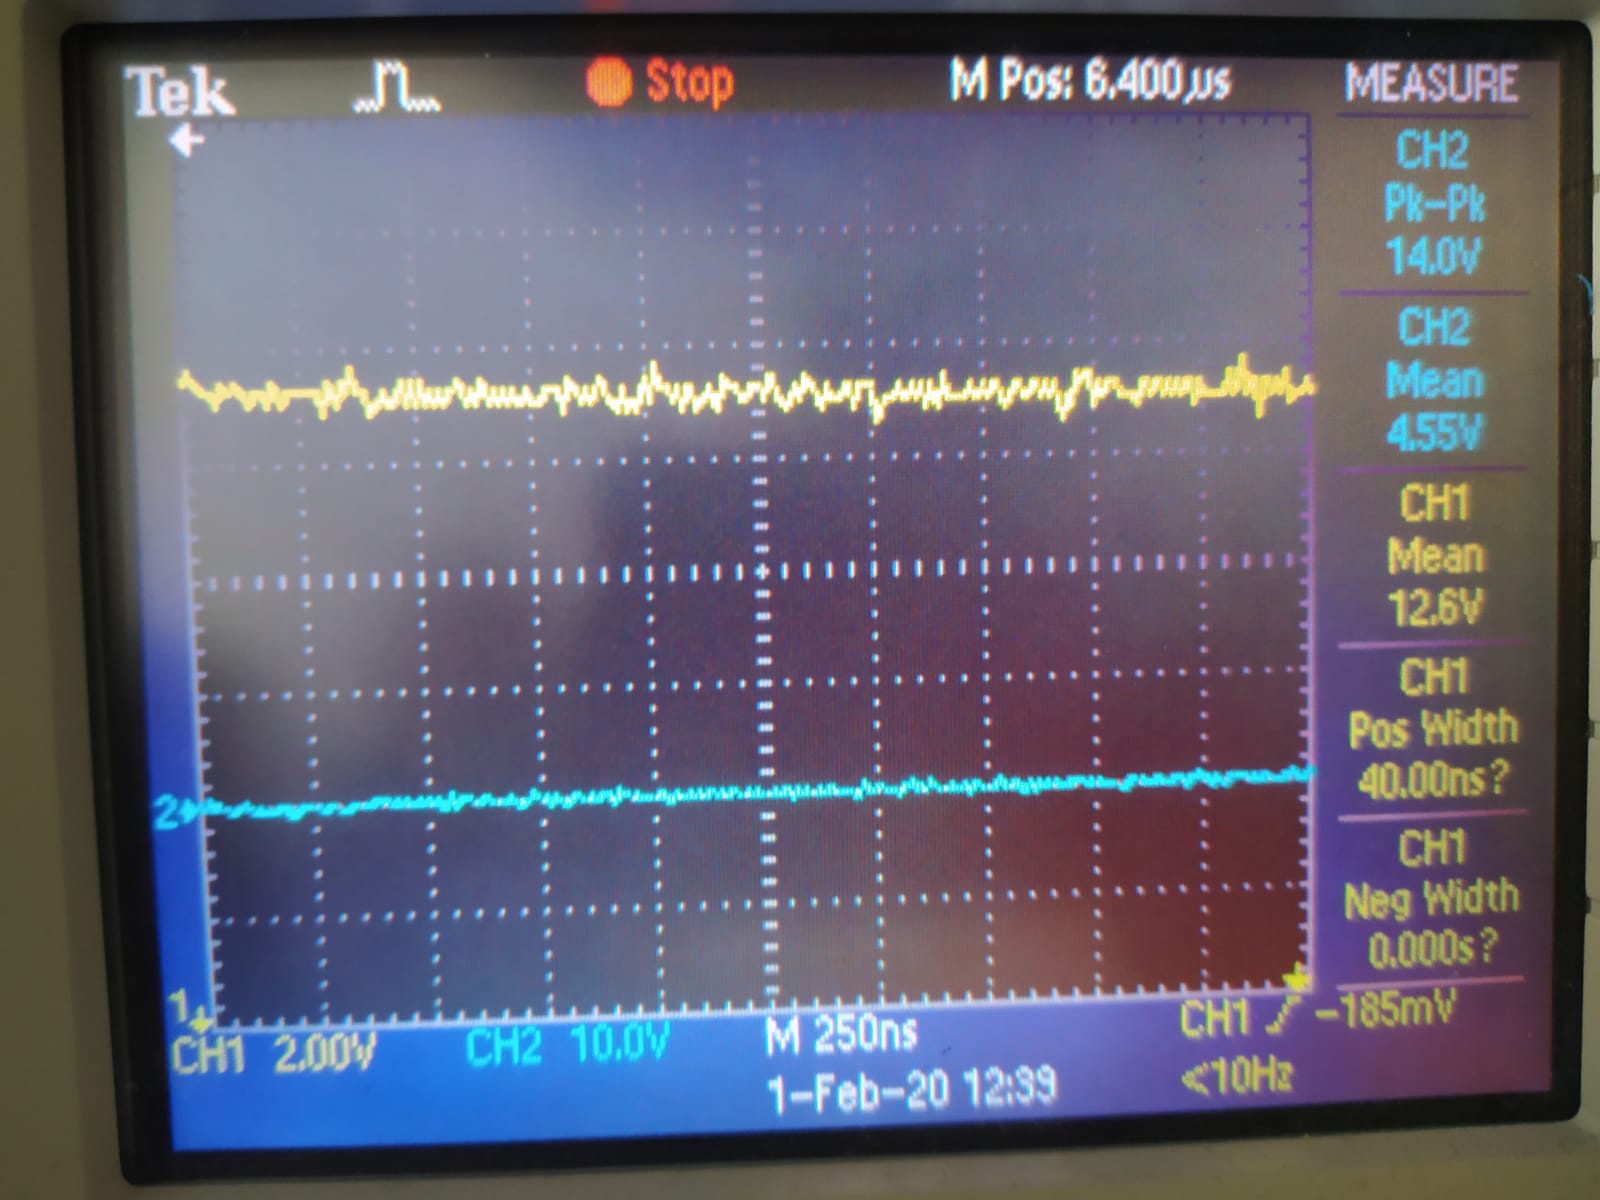 Tek Stop M Pos: 6.400µs MEASURE
CH2
Pk-Pk
14.0V
CH2
Mean
4.55V
CH1
Mean
12.6V
CH1
Pos Width
40.00ns?
CH1
Neg Width
0.000s?
2
1
CH1 2.00V CH2 10.0V M 250ns CH1 -185mV
1-Feb-20 12:39 <10Hz